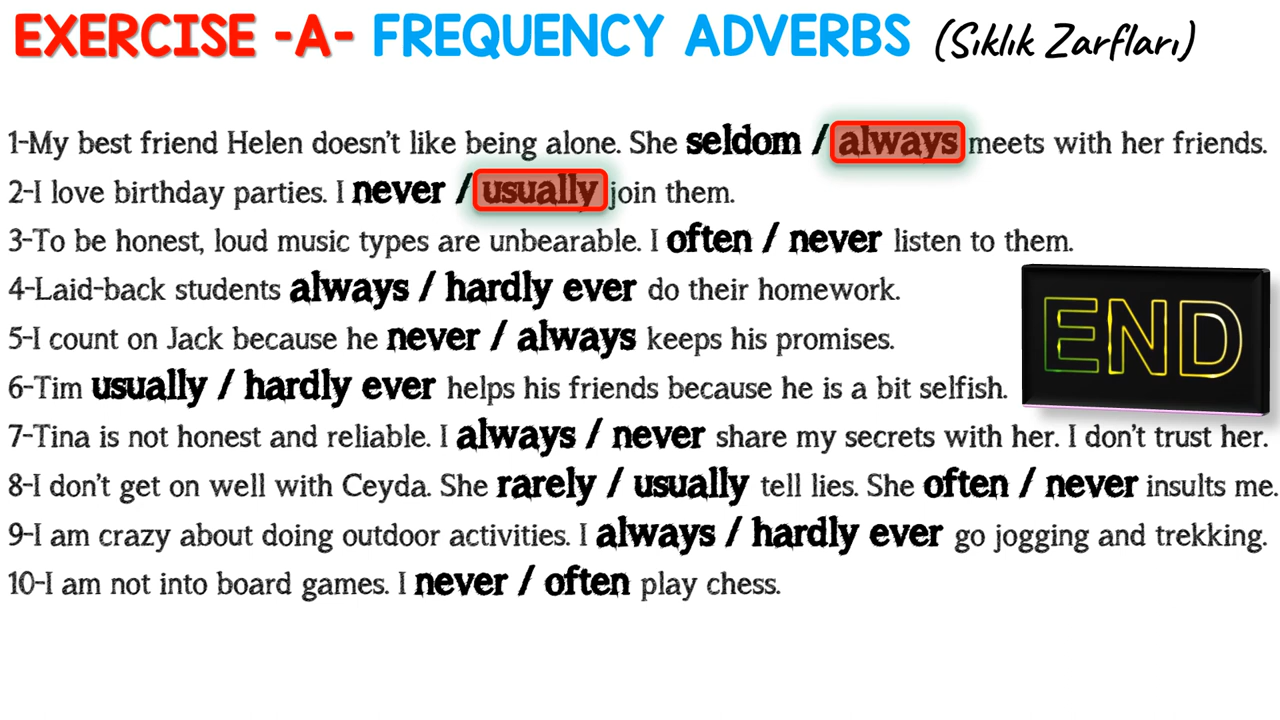 EXERCISE -A- FREQUENCY ADVERBS (Sıklık Zarfları)
1-My best friend Helen doesn't like being alone. She seldom / always meets with her friends.
2-I love birthday parties. I never / usually join them.
3-To be honest, loud music types are unbearable. I often / never listen to them.
4-Laid-back students always / hardly ever do their homework.
5-I count on Jack because he never / always keeps his promises.
6-Tim usually / hardly ever helps his friends because he is a bit selfish.
END
7-Tina is not honest and reliable. I always / never share my secrets with her. I don't trust her.
8-I don't get on well with Ceyda. She rarely / usually tell lies. She often / never insults me.
9-I am crazy about doing outdoor activities. I always / hardly ever go jogging and trekking.
10-I am not into board games. I never / often play chess.